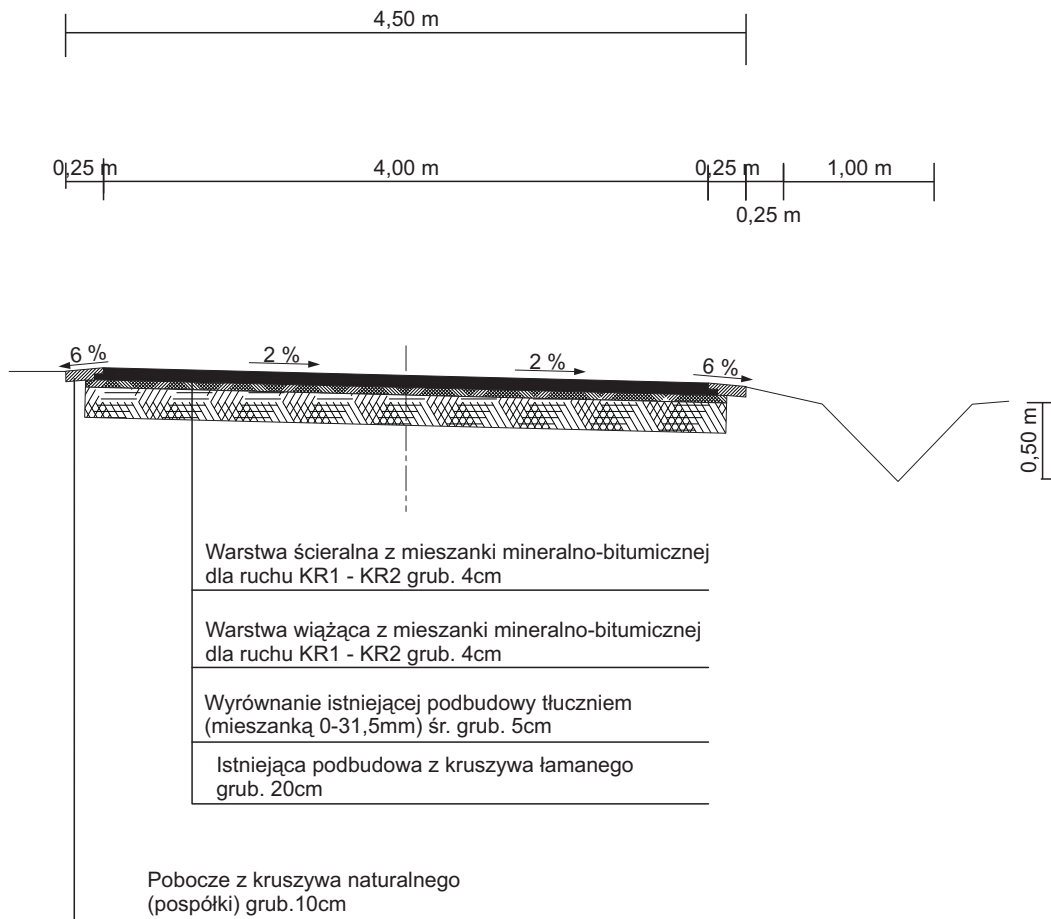 4,50 m
0,25 m
4,00 m
0,25 m
1,00 m
0,25 m
6 %
2 %
2 %
6 %
0,50 m
Warstwa ścieralna z mieszanki mineralno-bitumicznej
dla ruchu KR1 - KR2 grub. 4cm
Warstwa wiążąca z mieszanki mineralno-bitumicznej
dla ruchu KR1 - KR2 grub. 4cm
Wyrównanie istniejącej podbudowy tłuczniem
(mieszanką 0-31,5mm) śr. grub. 5cm
Istniejąca podbudowa z kruszywa łamanego
grub. 20cm
Pobocze z kruszywa naturalnego
(pospółki) grub.10cm